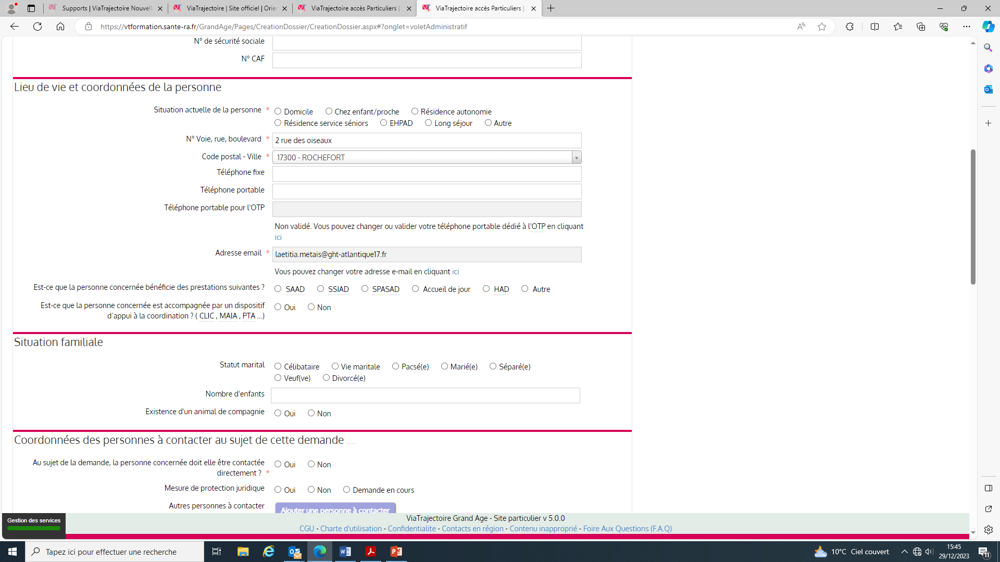 Supports | ViaTrajectoire Nouvell
ViaTrajectoire | Site officiel | Orie
ViaTrajectoire accès Particuliers |
ViaTrajectoire accès Particuliers |
https://vtformation.sante-ra.fr/GrandAge/Pages/CreationDossier/CreationDossier.aspx#?onglet=voletAdministratif
N° de sécurité sociale
N° CAF
Lieu de vie et coordonnées de la personne
Situation actuelle de la personne * Domicile Chez enfant/proche Résidence autonomie
Résidence service séniors EHPAD Long séjour Autre
N° Voie, rue, boulevard * 2 rue des oiseaux
Code postal - Ville * 17300 - ROCHEFORT
Téléphone fixe
Téléphone portable
Téléphone portable pour l'OTP
Non validé. Vous pouvez changer ou valider votre téléphone portable dédié à l'OTP en cliquant
ici
Adresse email * laetitia.metais@ght-atlantique17.fr
Vous pouvez changer votre adresse e-mail en cliquant ici
Est-ce que la personne concernée bénéficie des prestations suivantes ? SAAD SSIAD SPASAD Accueil de jour HAD Autre
Est-ce que la personne concernée est accompagnée par un dispositif Oui Non
d'appui à la coordination ? ( CLIC , MAIA , PTA ...)
Situation familiale
Statut marital Célibataire Vie maritale Pacsé(e) Marié(e) Séparé(e)
Veuf(ve) Divorcé(e)
Nombre d'enfants
Existence d'un animal de compagnie Oui Non
Coordonnées des personnes à contacter au sujet de cette demande
Au sujet de la demande, la personne concernée doit elle être contactée Oui Non
directement ? *
Mesure de protection juridique Oui Non Demande en cours
Autres personnes à contacter Ajouter une personne à contacter
Gestion des services
ViaTrajectoire Grand Age - Site particulier v 5.0.0
CGU - Charte d'utilisation - Confidentialite - Contacts en région - Contenu inapproprié - Foire Aux Questions (F.A.Q)
Tapez ici pour effectuer une recherche
10°C Ciel couvert
15:45
29/12/2023
11